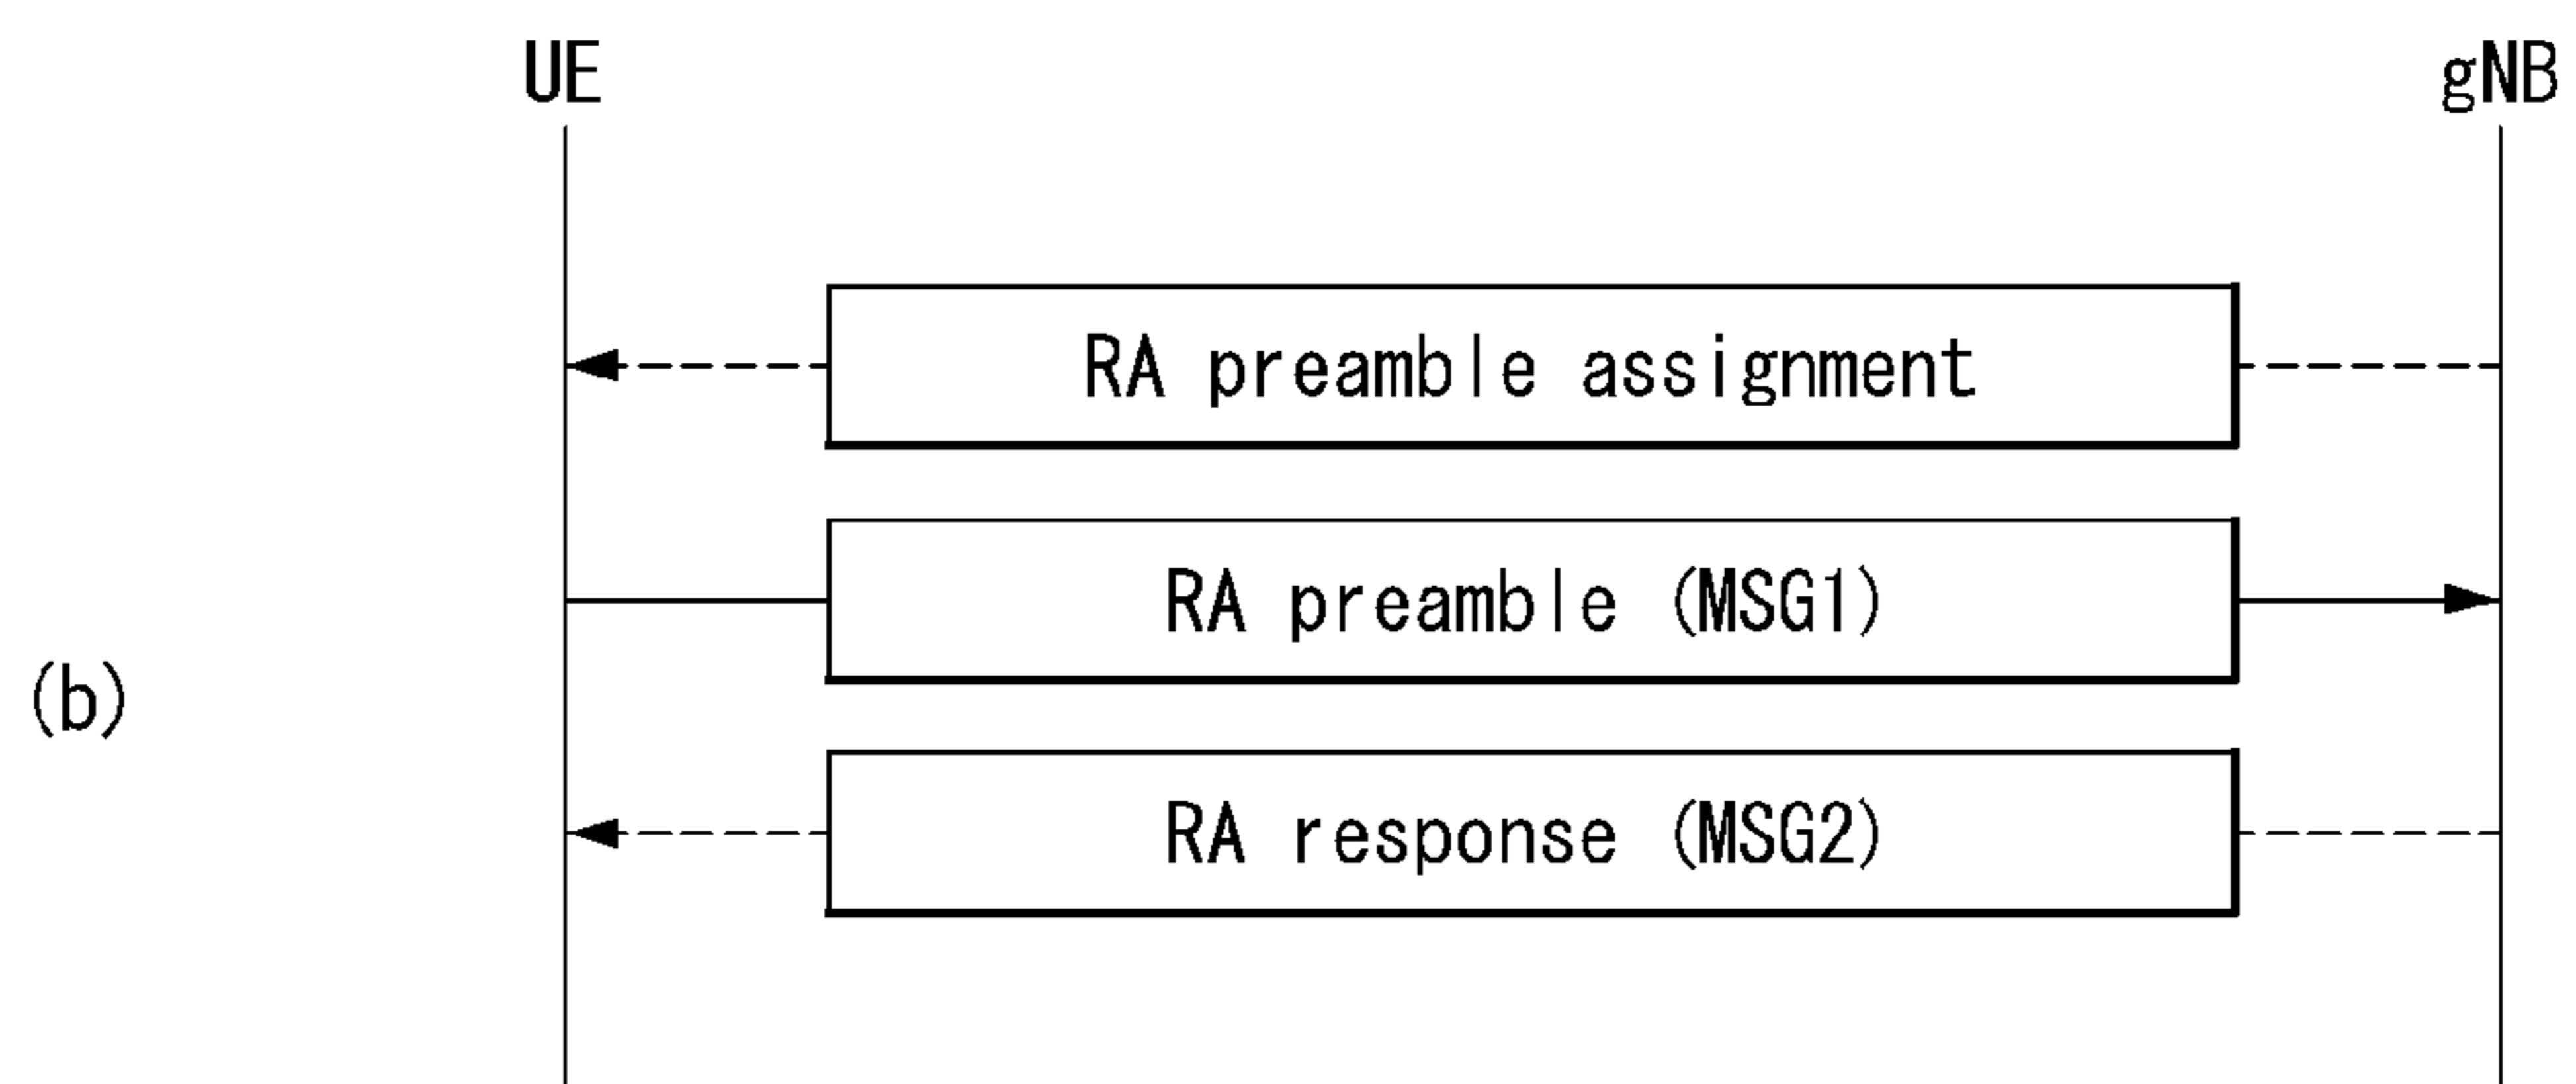 UE gNB
RA preamble assignment
RA preamble (MSG1)
(b)
RA response (MSG2)